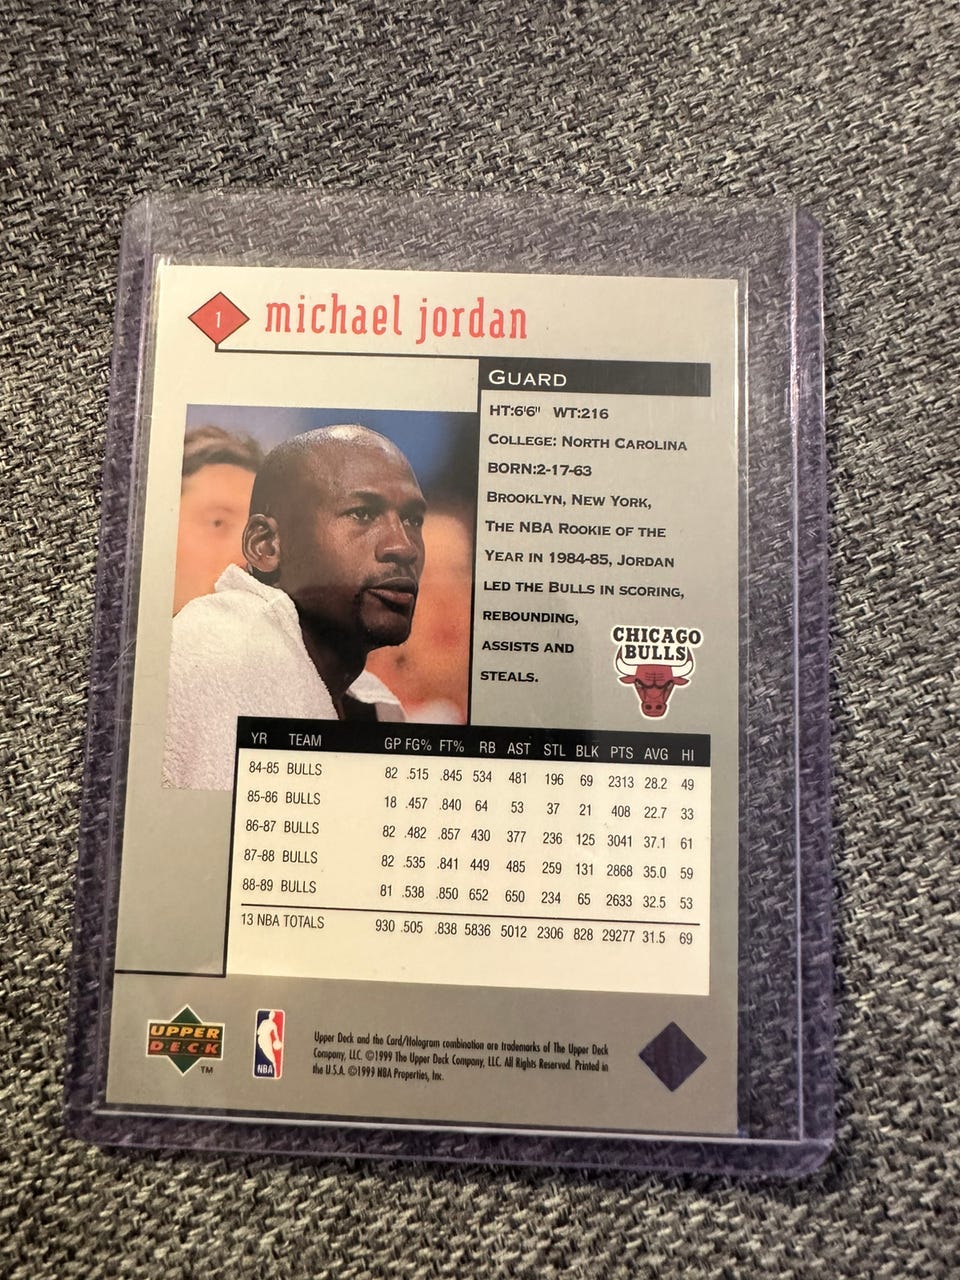 1 michael jordan
GUARD
HT:6'6" WT:216
COLLEGE: NORTH CAROLINA
BORN:2-17-63
BROOKLYN, NEW YORK,
THE NBA ROOKIE OF THE
YEAR IN 1984-85, JORDAN
LED THE BULLS IN SCORING,
REBOUNDING,
ASSISTS AND
STEALS.
CHICAGO
BULLS
YR TEAM GP FG% FT% RB AST STL BLK PTS AVG HI
84-85 BULLS 82 .515 .845 534 481 196 69 2313 28.2 49
85-86 BULLS 18 .457 .840 64 53 37 21 408 22.7 33
86-87 BULLS 82 .482 .857 430 377 236 125 3041 37.1 61
87-88 BULLS 82 .535 .841 449 485 259 131 2868 35.0 59
88-89 BULLS 81 .538 .850 652 650 234 65 2633 32.5 53
13 NBA TOTALS 930 .505 .838 5836 5012 2306 828 29277 31.5 69
UPPER
DECK
TM
NBA
Upper Deck and the Card/Hologram combination are trademarks of The Upper Deck
Company, LLC. ©1999 The Upper Deck Company, LLC. All Rights Reserved. Printed in
the U.S.A. ©1999 NBA Properties, Inc.